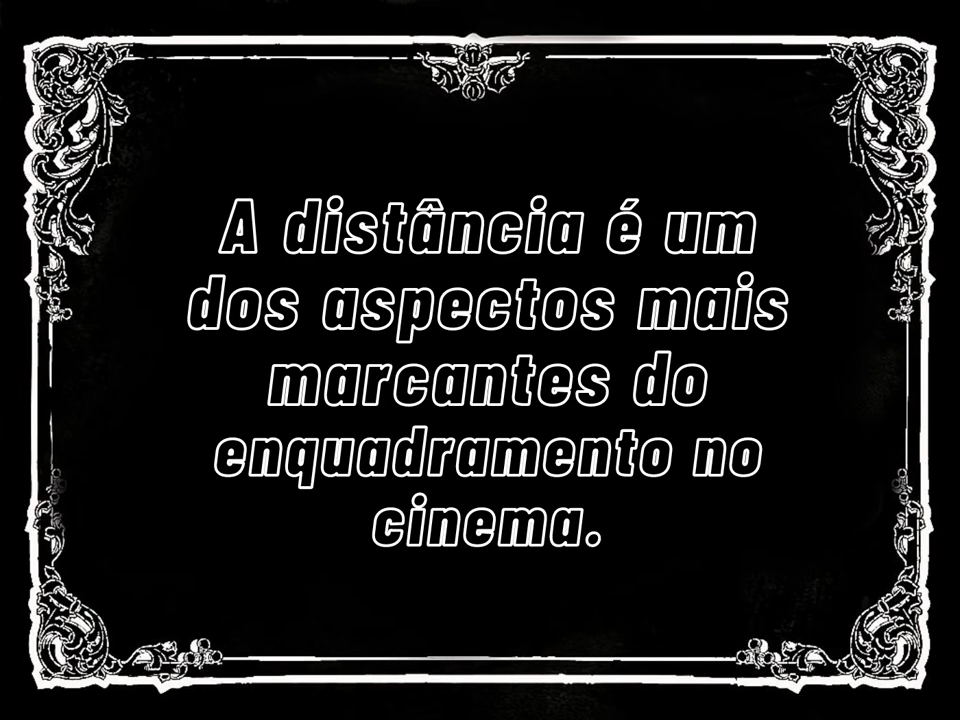 A distância é um
dos aspectos mais
marcantes do
enquadramento no
cinema.